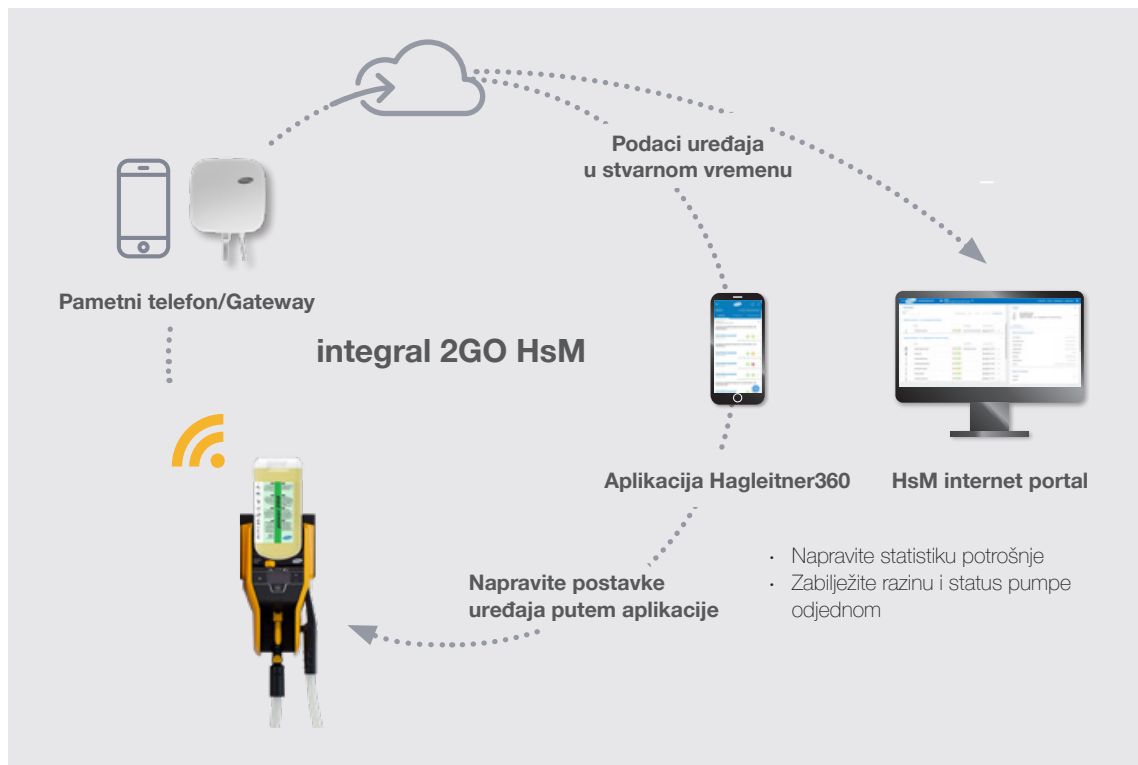 Podaci uređaja
u stvarnom vremenu
Pametni telefon/Gateway
integral 2GO HsM
Aplikacija Hagleitner360
HsM internet portal
· Napravite statistiku potrošnje
· Zabilježite razinu i status pumpe
odjednom
Napravite postavke
uređaja putem aplikacije